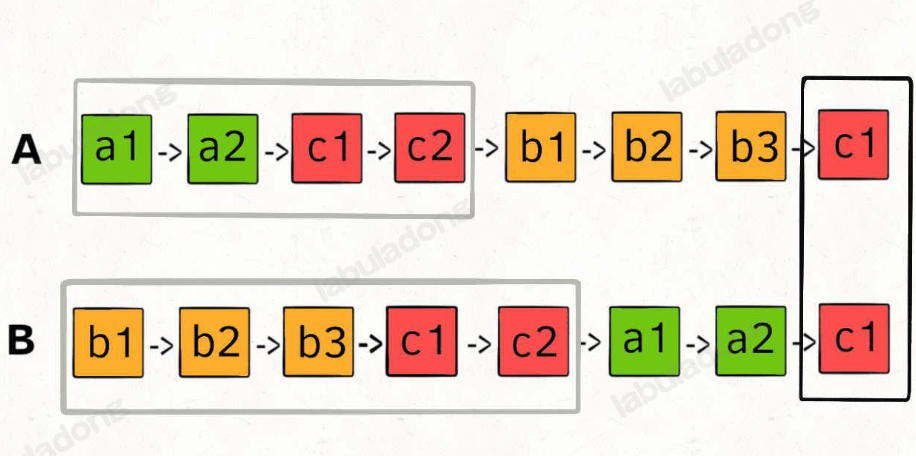 labuladong
labuladong
A a1 -> a2 -> c1 -> c2 -> b1 -> b2 -> b3 -> c1
labuladong
B b1 -> b2 -> b3 -> c1 -> c2 -> a1 -> a2 -> c1
labuladong
labuladong